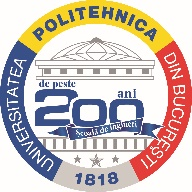 UNIVERSITATEA
POLITEHNICA
DIN BUCUREȘTI
de peste
ani
200
Școală de ingineri
1818